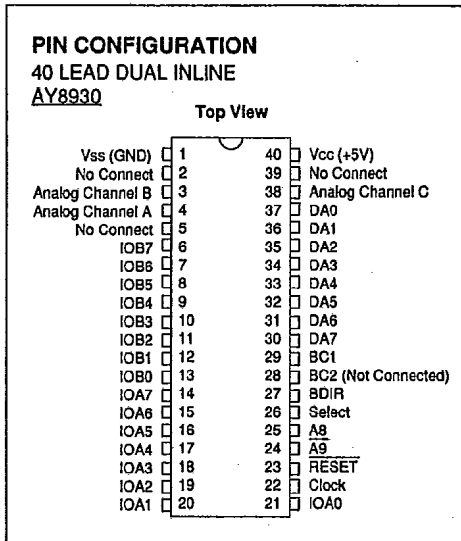 PIN CONFIGURATION
40 LEAD DUAL INLINE
AY8930
Top View
Vss (GND) 1 40 Vcc (+5V)
No Connect 2 39 No Connect
Analog Channel B 3 38 Analog Channel C
Analog Channel A 4 37 DA0
No Connect 5 36 DA1
IOB7 6 35 DA2
IOB6 7 34 DA3
IOB5 8 33 DA4
IOB4 9 32 DA5
IOB3 10 31 DA6
IOB2 11 30 DA7
IOB1 12 29 BC1
IOB0 13 28 BC2 (Not Connected)
IOA7 14 27 BDIR
IOA6 15 26 Select
IOA5 16 25 A8
IOA4 17 24 A9
IOA3 18 23 RESET
IOA2 19 22 Clock
IOA1 20 21 IOA0